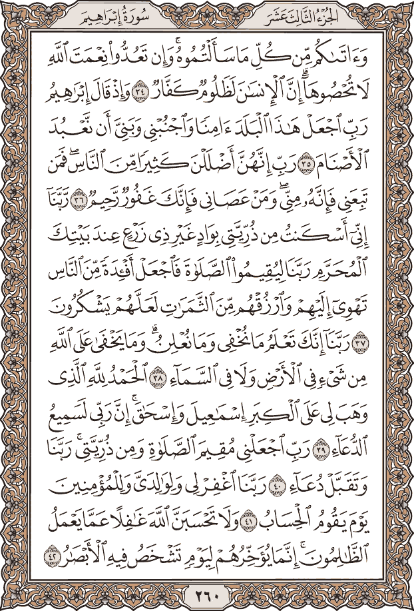 الجزء الثالث عشر
سورة إبراهيم
وَءَاتَىٰكُم مِّن كُلِّ مَا سَأَلْتُمُوهُ ۚ وَإِن تَعُدُّوا۟ نِعْمَتَ ٱللَّهِ
لَا تُحْصُوهَآ ۗ إِنَّ ٱلْإِنسَـٰنَ لَظَلُومٌ كَفَّارٌ ٣٤ وَإِذْ قَالَ إِبْرَٰهِيمُ
رَبِّ ٱجْعَلْ هَـٰذَا ٱلْبَلَدَ ءَامِنًا وَٱجْنُبْنِى وَبَنِىَّ أَن نَّعْبُدَ
ٱلْأَصْنَامَ ٣٥ رَبِّ إِنَّهُنَّ أَضْلَلْنَ كَثِيرًا مِّنَ ٱلنَّاسِ ۖ فَمَن
تَبِعَنِى فَإِنَّهُۥ مِنِّى ۖ وَمَنْ عَصَانِى فَإِنَّكَ غَفُورٌ رَّحِيمٌ ٣٦ رَّبَّنَآ
إِنِّىٓ أَسْكَنتُ مِن ذُرِّيَّتِى بِوَادٍ غَيْرِ ذِى زَرْعٍ عِندَ بَيْتِكَ
ٱلْمُحَرَّمِ رَبَّنَا لِيُقِيمُوا۟ ٱلصَّلَوٰةَ فَٱجْعَلْ أَفْـِٔدَةً مِّنَ ٱلنَّاسِ
تَهْوِىٓ إِلَيْهِمْ وَٱرْزُقْهُم مِّنَ ٱلثَّمَرَٰتِ لَعَلَّهُمْ يَشْكُرُونَ
٣٧ رَبَّنَآ إِنَّكَ تَعْلَمُ مَا نُخْفِى وَمَا نُعْلِنُ ۗ وَمَا يَخْفَىٰ عَلَى ٱللَّهِ
مِن شَىْءٍ فِى ٱلْأَرْضِ وَلَا فِى ٱلسَّمَآءِ ٣٨ ٱلْحَمْدُ لِلَّهِ ٱلَّذِى
وَهَبَ لِى عَلَى ٱلْكِبَرِ إِسْمَـٰعِيلَ وَإِسْحَـٰقَ ۚ إِنَّ رَبِّى لَسَمِيعُ
ٱلدُّعَآءِ ٣٩ رَبِّ ٱجْعَلْنِى مُقِيمَ ٱلصَّلَوٰةِ وَمِن ذُرِّيَّتِى ۚ رَبَّنَا
وَتَقَبَّلْ دُعَآءِ ٤٠ رَبَّنَا ٱغْفِرْ لِى وَلِوَٰلِدَىَّ وَلِلْمُؤْمِنِينَ
يَوْمَ يَقُومُ ٱلْحِسَابُ ٤١ وَلَا تَحْسَبَنَّ ٱللَّهَ غَـٰفِلًا عَمَّا يَعْمَلُ
ٱلظَّـٰلِمُونَ ۚ إِنَّمَا يُؤَخِّرُهُمْ لِيَوْمٍ تَشْخَصُ فِيهِ ٱلْأَبْصَـٰرُ ٤٢
٢٦٠